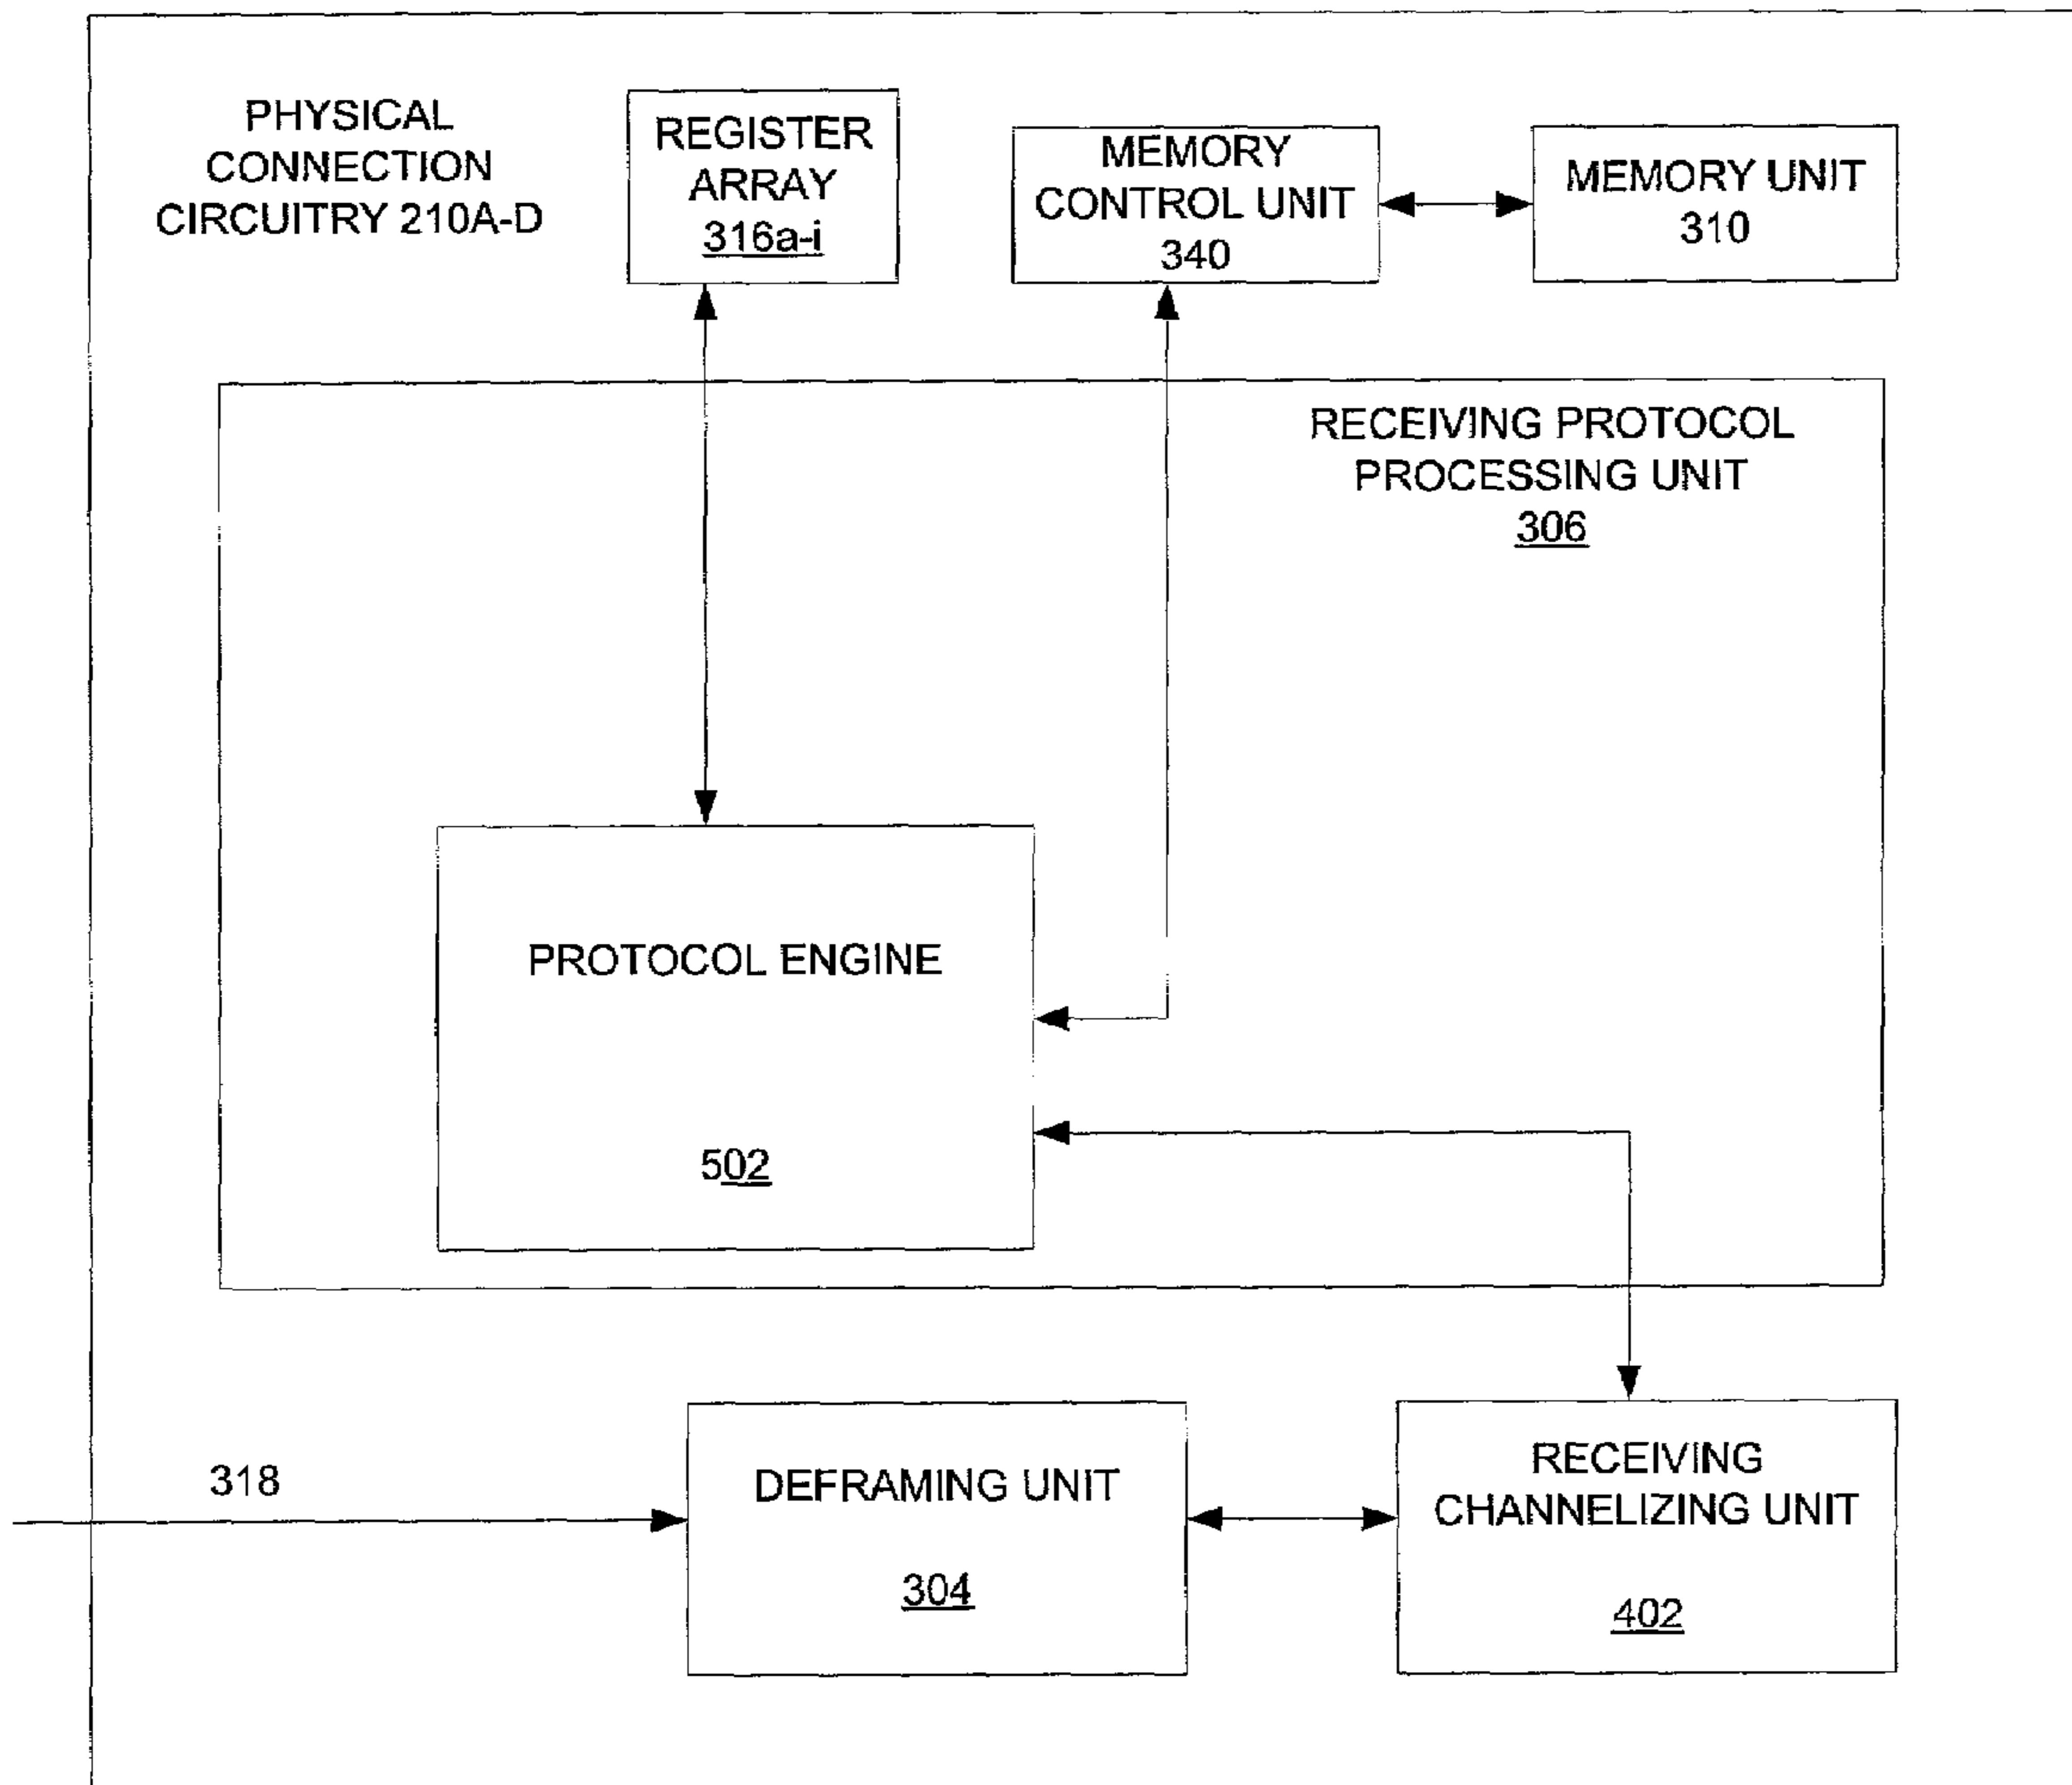 PHYSICAL
CONNECTION
CIRCUITRY 210A-D
REGISTER
ARRAY
316a-i
MEMORY
CONTROL UNIT
340
MEMORY UNIT
310
RECEIVING PROTOCOL
PROCESSING UNIT
306
PROTOCOL ENGINE
502
318
DEFRAMING UNIT
304
RECEIVING
CHANNELIZING UNIT
402